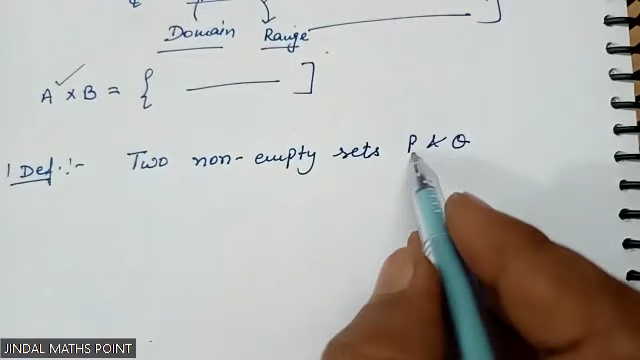 Domain Range
A × B = { ]
Def :- Two non-empty sets P & Q
JINDAL MATHS POINT